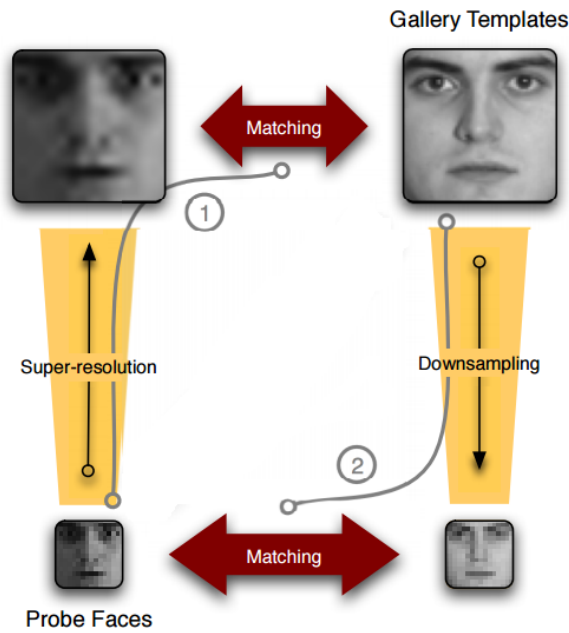 Gallery Templates
Matching
1
Super-resolution
Downsampling
2
Matching
Probe Faces